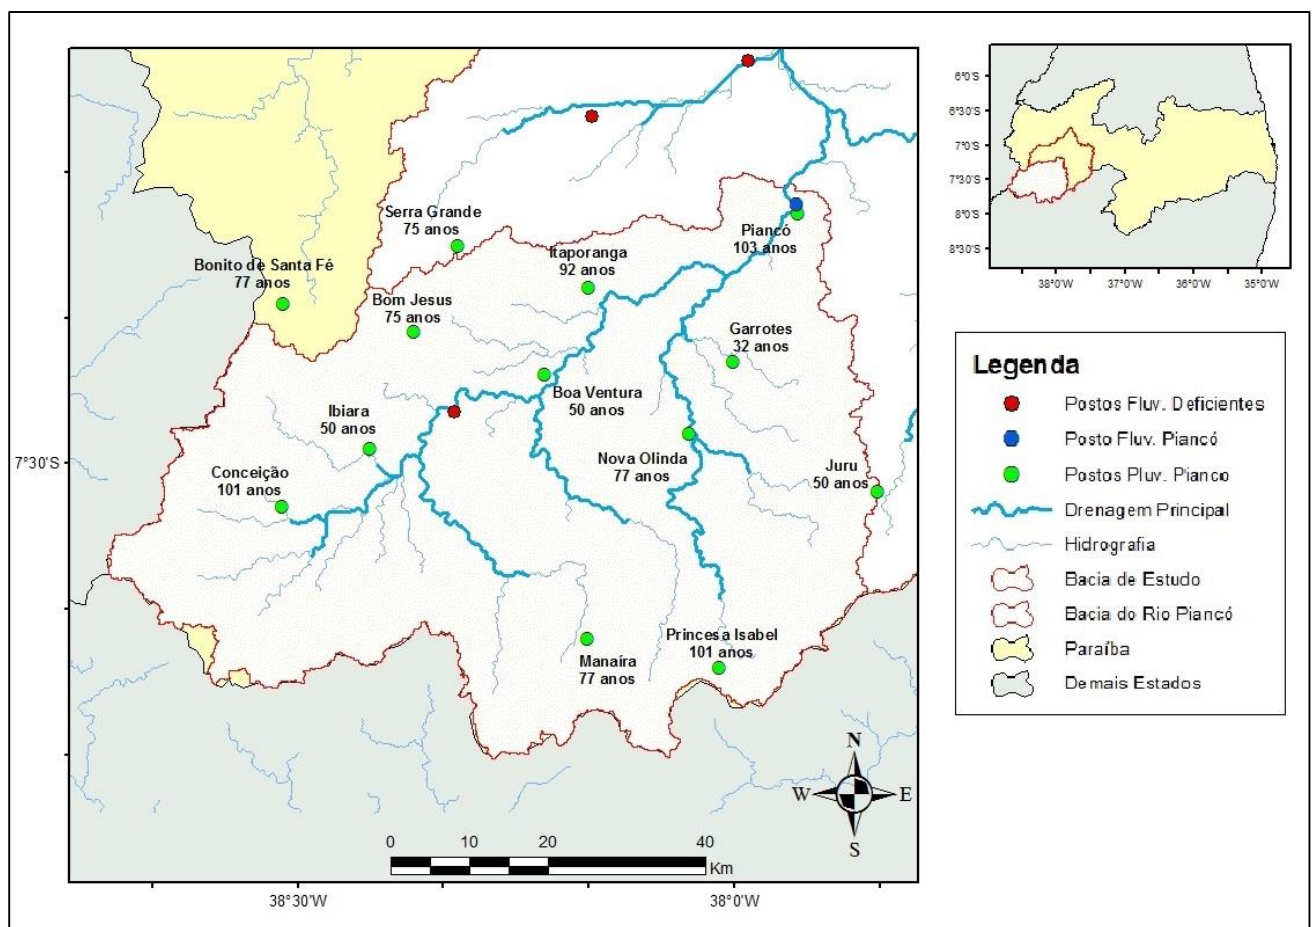 Serra Grande
75 anos
Bonito de Santa Fé
77 anos
Itaporanga
92 anos
Piancó
103 anos
Bom Jesus
75 anos
Garrotes
32 anos
Boa Ventura
50 anos
Ibiara
50 anos
Nova Olinda
77 anos
Juru
50 anos
Conceição
101 anos
Princesa Isabel
101 anos
Manaíra
77 anos
7°30'S
38°30'W
38°0'W
0 10 20 40
Km
N
W E
S
6°0'S
6°30'S
7°0'S
7°30'S
8°0'S
8°30'S
38°0'W 37°0'W 36°0'W 35°0'W
Legenda
Postos Fluv. Deficientes
Posto Fluv. Piancó
Postos Pluv. Pianco
Drenagem Principal
Hidrografia
Bacia de Estudo
Bacia do Rio Piancó
Paraíba
Demais Estados